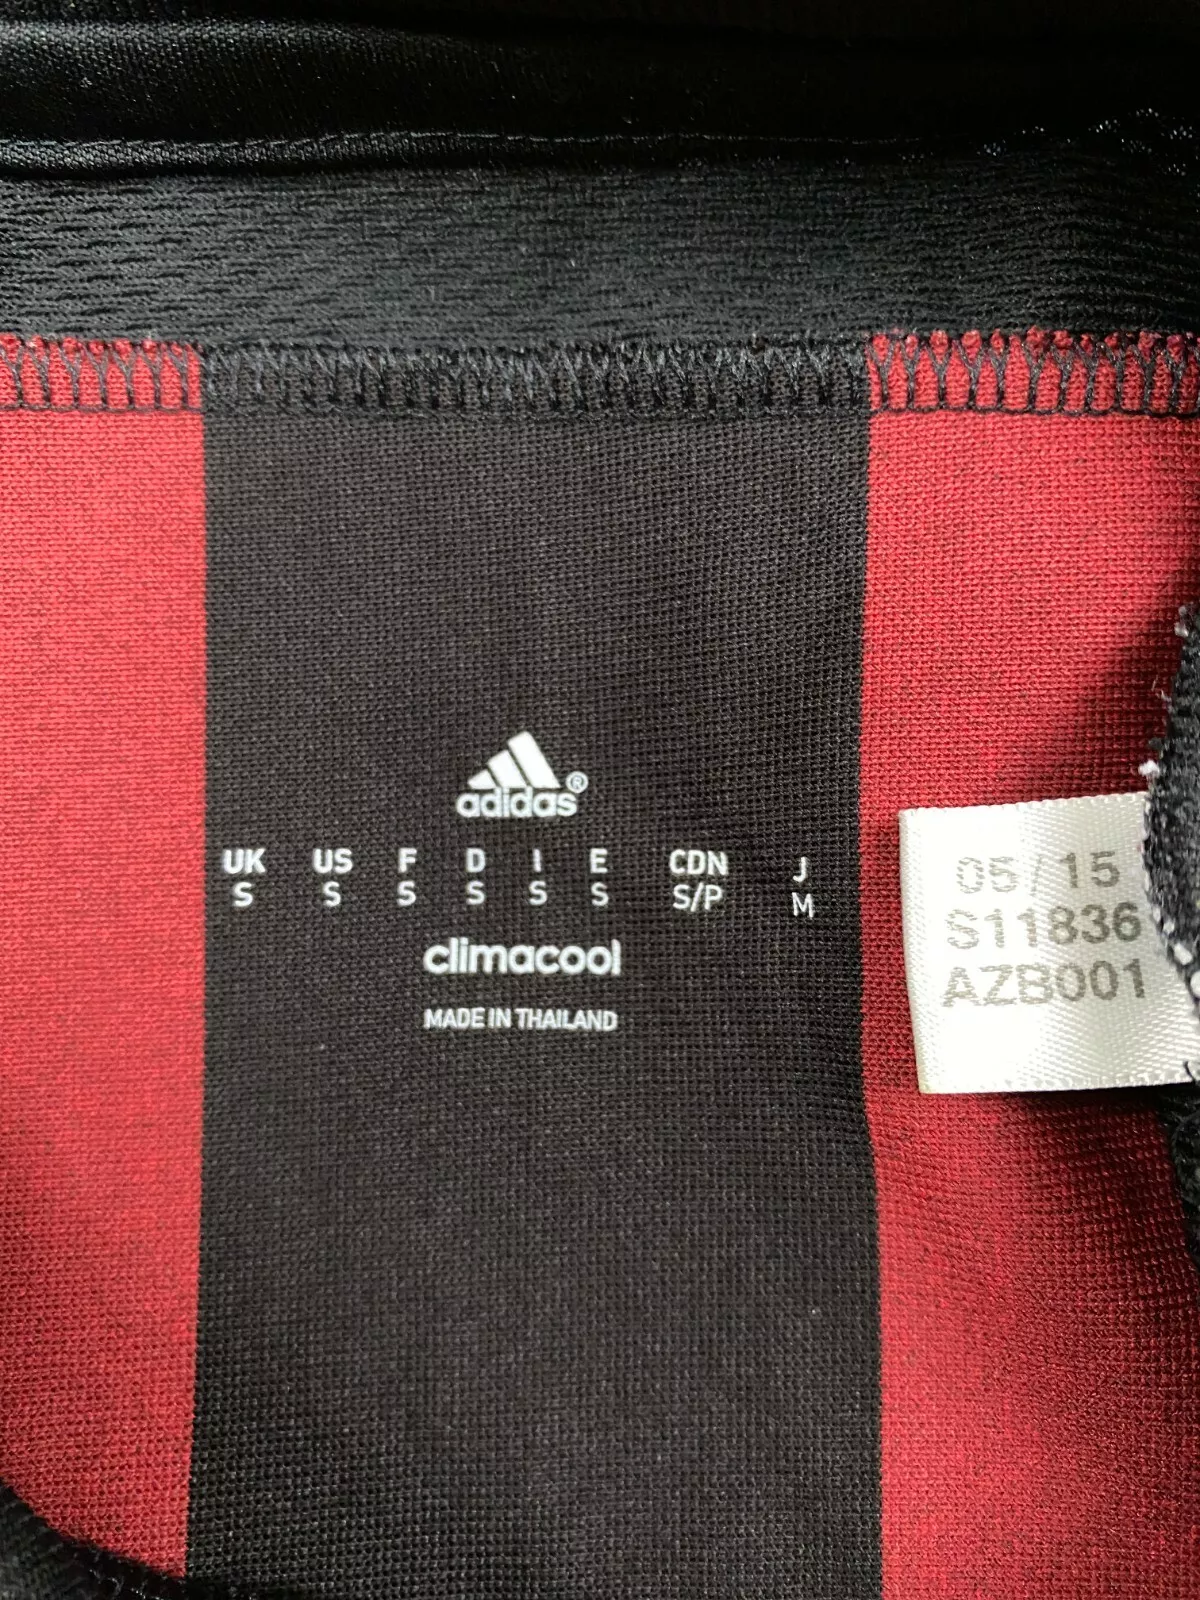 adidas®
UK US F D I E CDN J
S S S S S S S/P M
climacool
MADE IN THAILAND
05/15
S11836
AZB001